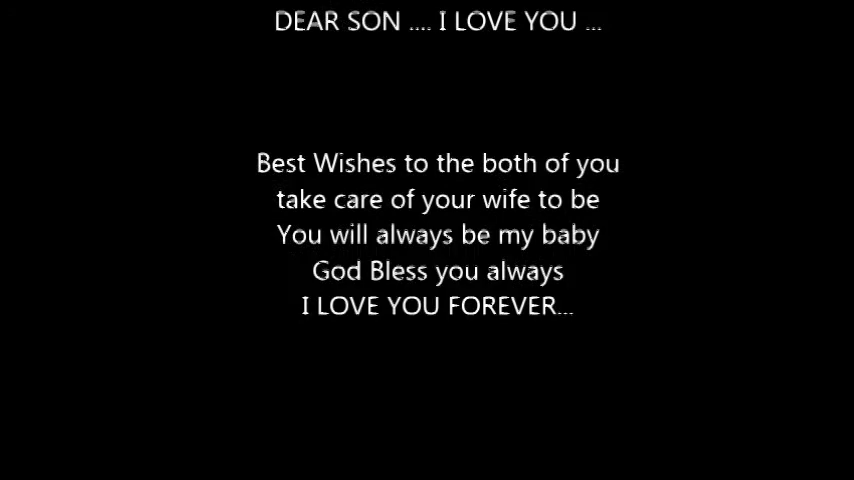 DEAR SON .... I LOVE YOU ...
Best Wishes to the both of you
take care of your wife to be
You will always be my baby
God Bless you always
I LOVE YOU FOREVER...